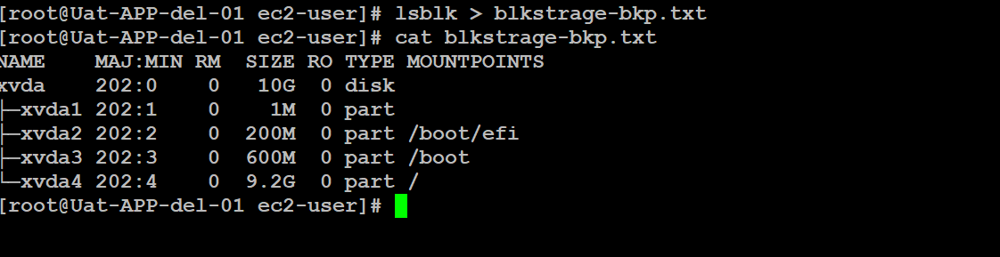 [root@Uat-APP-del-01 ec2-user]# lsblk > blkstrage-bkp.txt
[root@Uat-APP-del-01 ec2-user]# cat blkstrage-bkp.txt
NAME    MAJ:MIN RM   SIZE RO TYPE MOUNTPOINTS
xvda    202:0    0    10G  0 disk
├─xvda1 202:1    0     1M  0 part
├─xvda2 202:2    0   200M  0 part /boot/efi
├─xvda3 202:3    0   600M  0 part /boot
└─xvda4 202:4    0   9.2G  0 part /
[root@Uat-APP-del-01 ec2-user]#